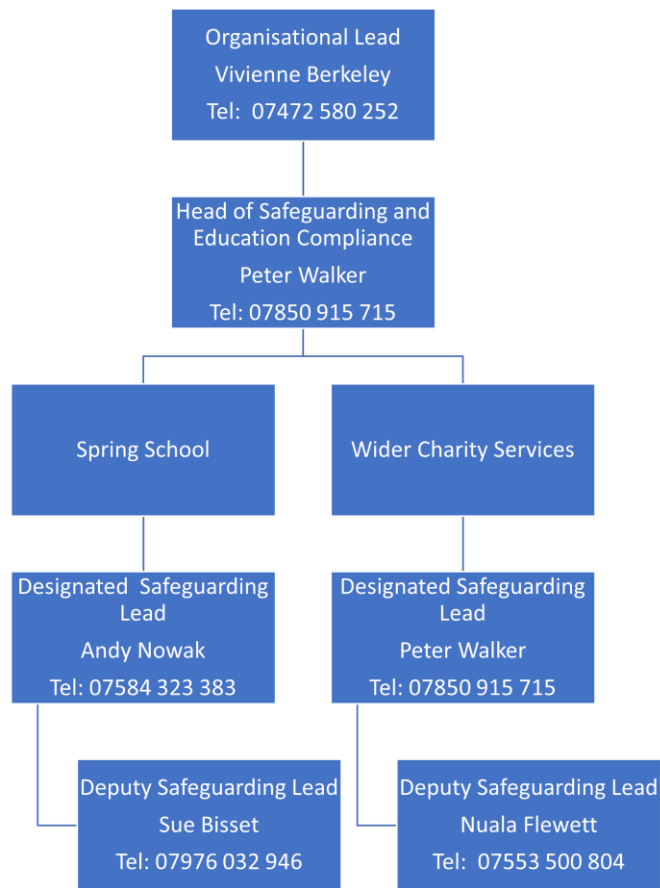 Organisational Lead
Vivienne Berkeley
Tel:  07472 580 252
Head of Safeguarding and
Education Compliance
Peter Walker
Tel: 07850 915 715
Spring School
Wider Charity Services
Designated  Safeguarding
Lead
Andy Nowak
Tel: 07584 323 383
Designated Safeguarding
Lead
Peter Walker
Tel: 07850 915 715
Deputy Safeguarding Lead
Sue Bisset
Tel: 07976 032 946
Deputy Safeguarding Lead
Nuala Flewett
Tel:  07553 500 804